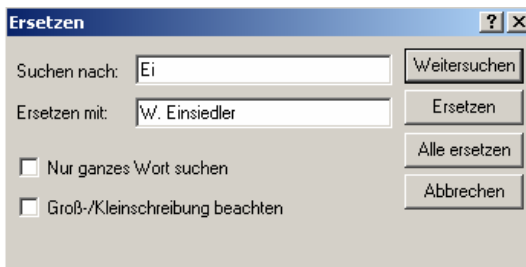 Ersetzen
Suchen nach: Ei
Weitersuchen
Ersetzen mit: W. Einsiedler
Ersetzen
Alle ersetzen
Nur ganzes Wort suchen
Abbrechen
Groß-/Kleinschreibung beachten